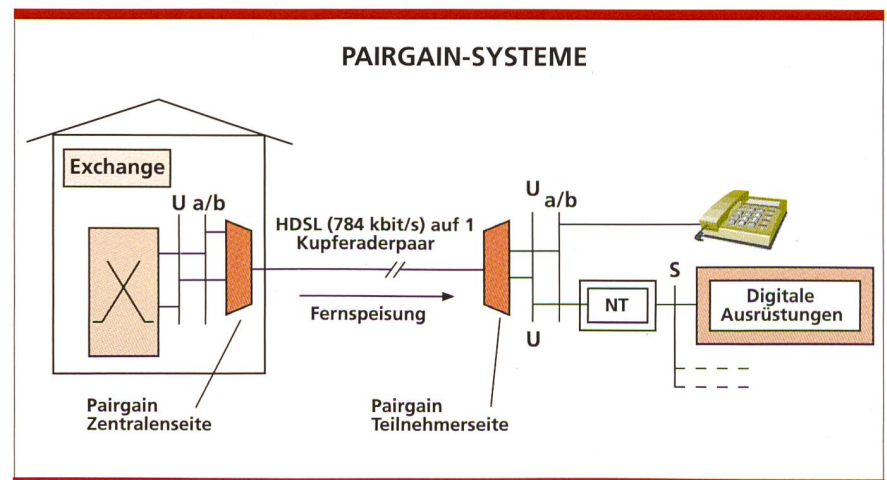 PAIRGAIN-SYSTEME
Exchange
U a/b
HDSL (784 kbit/s) auf 1
Kupferaderpaar
Fernspeisung
U
a/b
U
NT
S
Digitale
Ausrüstungen
Pairgain
Zentralenseite
Pairgain
Teilnehmerseite